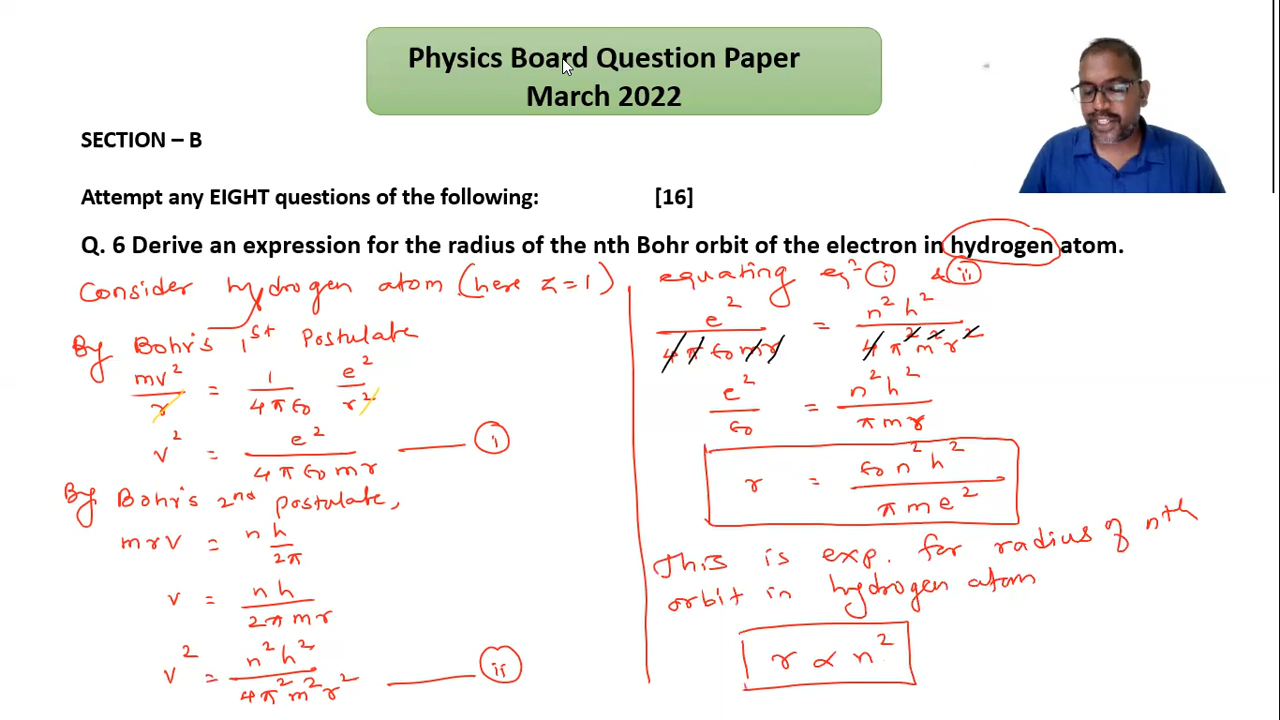 Physics Board Question Paper
March 2022
SECTION – B
Attempt any EIGHT questions of the following: [16]
Q. 6 Derive an expression for the radius of the nth Bohr orbit of the electron in hydrogen atom.
Consider hydrogen atom (here z=1)
By Bohr's 1st Postulate
mv²/r = 1/4πϵ₀ e²/r²
v² = e²/4πϵ₀mr — (i)
By Bohr's 2nd postulate,
mrv = nh/2π
v = nh/2πmr
v² = n²h²/4π²m²r² — (ii)
equating eqⁿ (i) & (ii)
e²/4πϵ₀mr = n²h²/4π²m²r²
e²/ϵ₀ = n²h²/πmr
r = ϵ₀n²h²/πme²
This is exp. for radius of nth
orbit in hydrogen atom
r ∝ n²